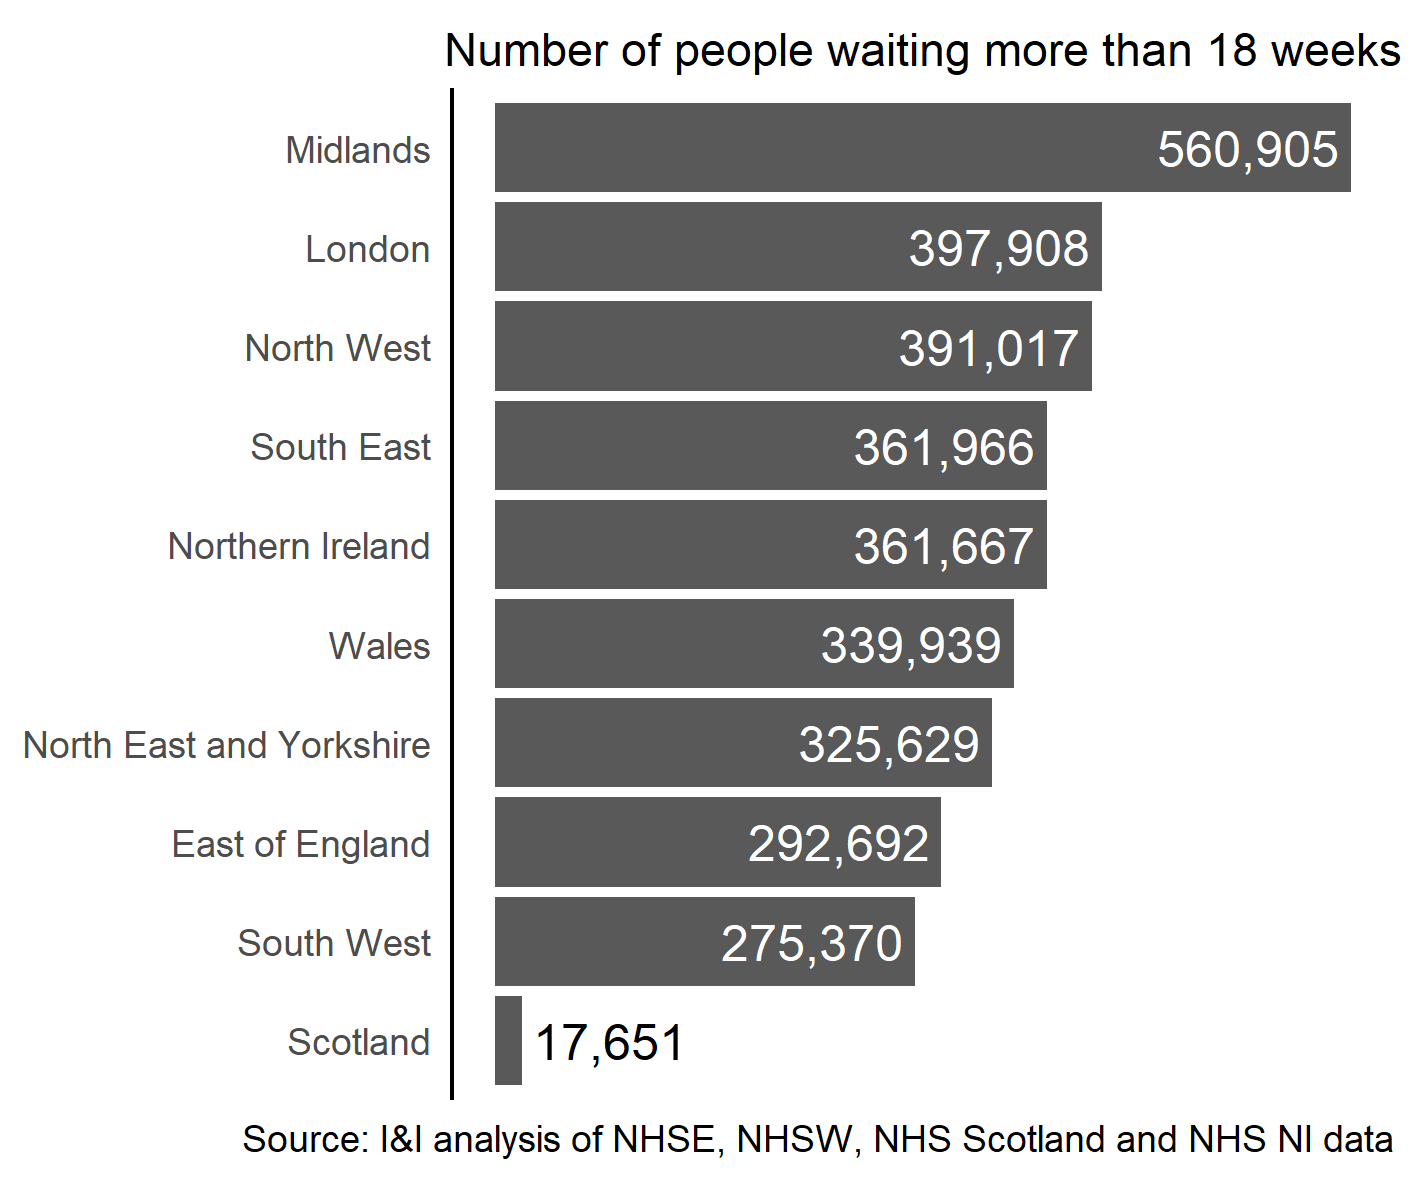 Number of people waiting more than 18 weeks
Midlands 560,905
London 397,908
North West 391,017
South East 361,966
Northern Ireland 361,667
Wales 339,939
North East and Yorkshire 325,629
East of England 292,692
South West 275,370
Scotland 17,651
Source: I&I analysis of NHSE, NHSW, NHS Scotland and NHS NI data